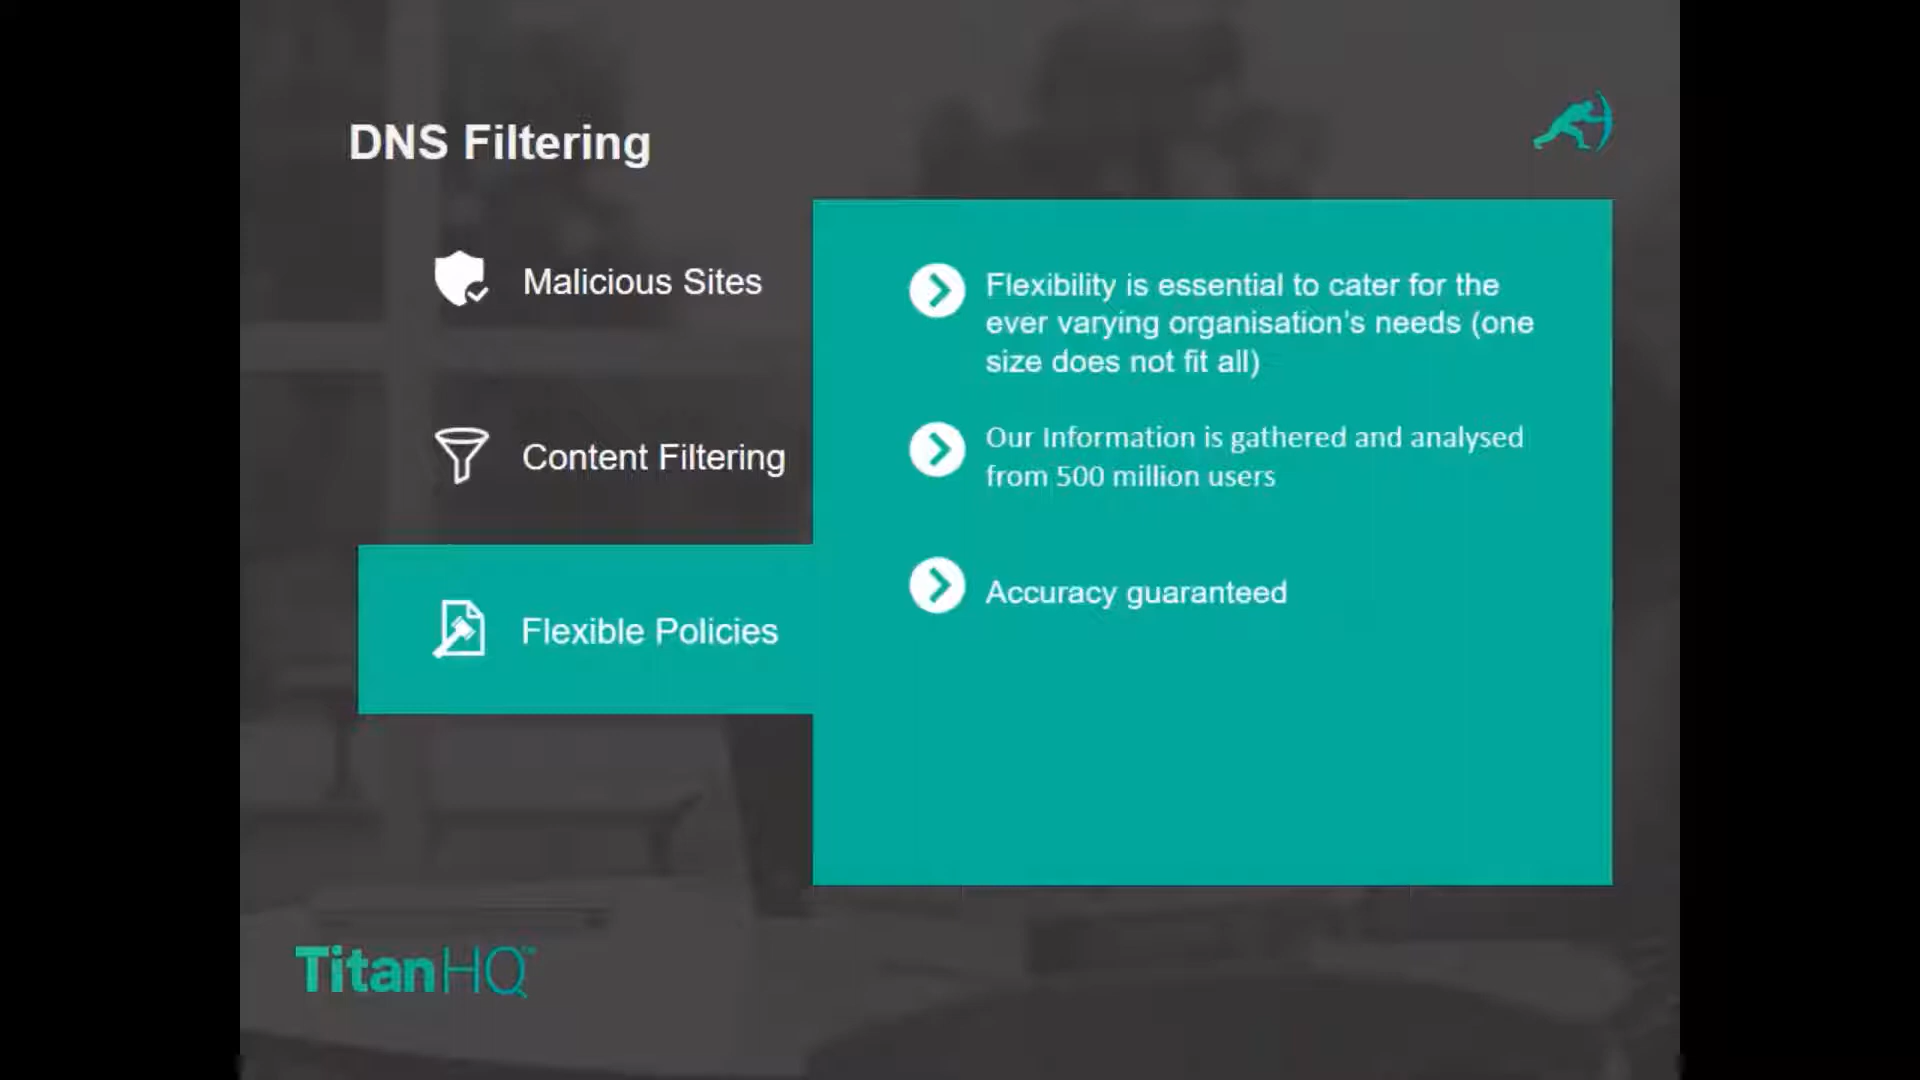 DNS Filtering
Malicious Sites
Content Filtering
Flexible Policies
Flexibility is essential to cater for the
ever varying organisation's needs (one
size does not fit all)
Our Information is gathered and analysed
from 500 million users
Accuracy guaranteed
TitanHQ™